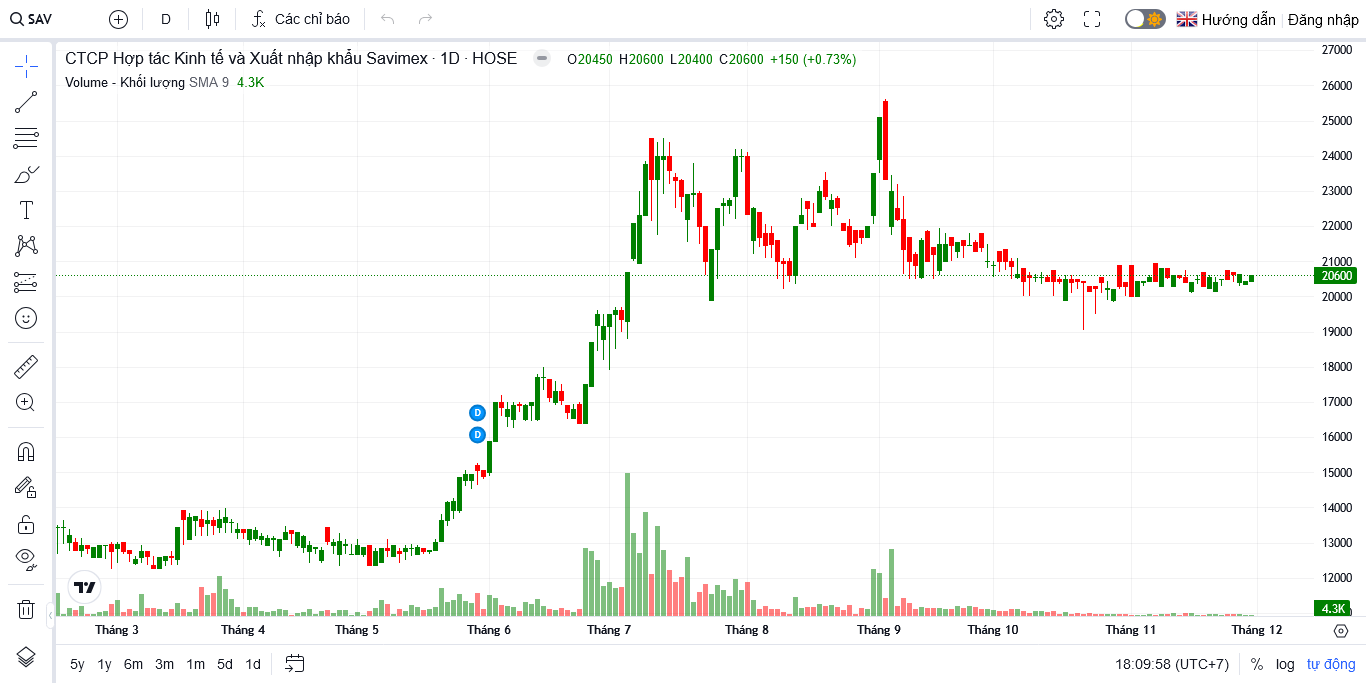 SAV D Các chỉ báo Hướng dẫn Đăng nhập
CTCP Hợp tác Kinh tế và Xuất nhập khẩu Savimex · 1D · HOSE O20450 H20600 L20400 C20600 +150 (+0.73%)
Volume - Khối lượng SMA 9 4.3K
27000
26000
25000
24000
23000
22000
21000
20600
20000
19000
18000
17000
D
16000
D
15000
14000
13000
12000
4.3K
Tháng 3 Tháng 4 Tháng 5 Tháng 6 Tháng 7 Tháng 8 Tháng 9 Tháng 10 Tháng 11 Tháng 12
5y 1y 6m 3m 1m 5d 1d 18:09:58 (UTC+7) % log tự động